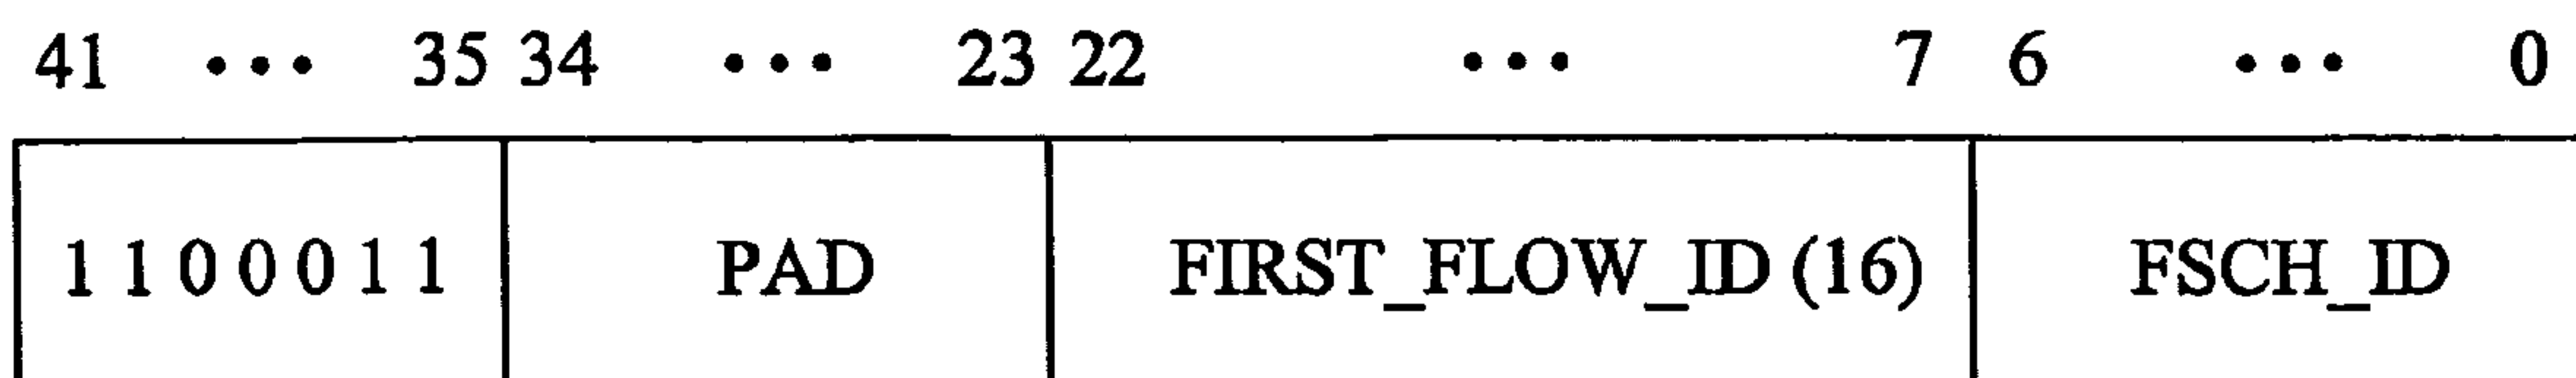 41 ••• 35 34 ••• 23 22 ••• 7 6 ••• 0
1 1 0 0 0 1 1 PAD FIRST_FLOW_ID (16) FSCH_ID